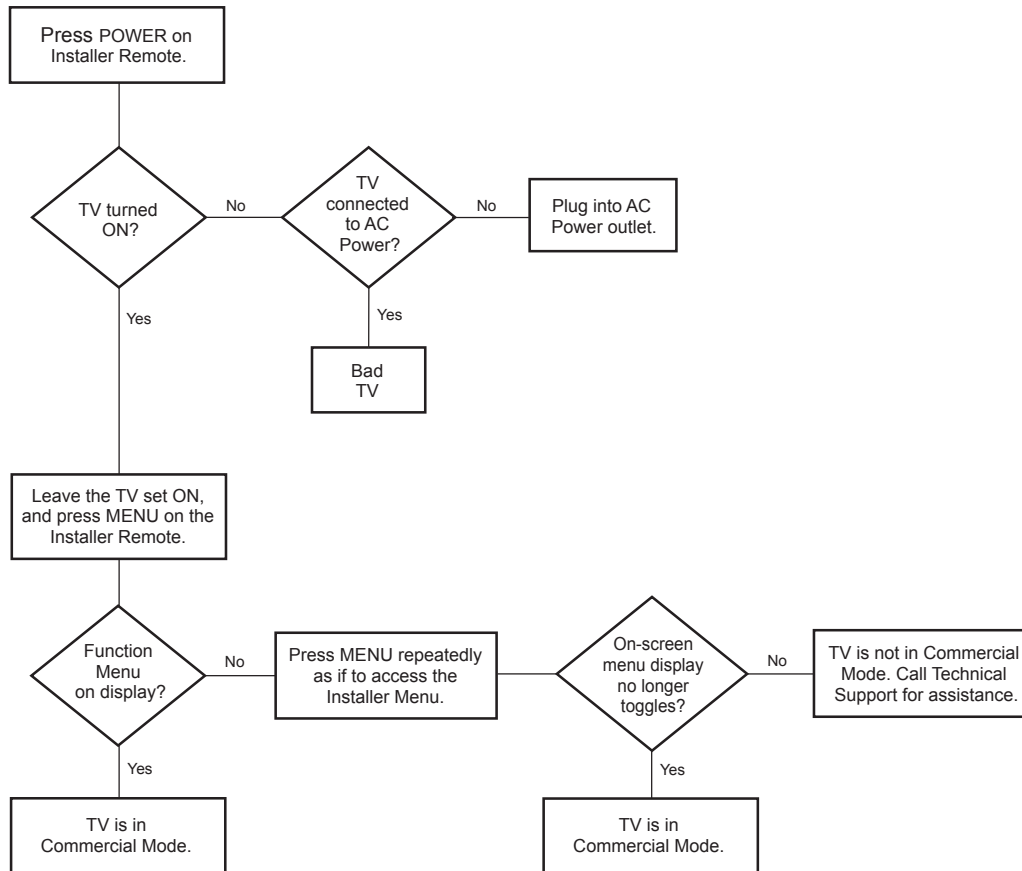 Press POWER on
Installer Remote.
TV turned
ON?
No
TV
connected
to AC
Power?
No
Plug into AC
Power outlet.
Yes
Yes
Bad
TV
Leave the TV set ON,
and press MENU on the
Installer Remote.
Function
Menu
on display?
No
Press MENU repeatedly
as if to access the
Installer Menu.
On-screen
menu display
no longer
toggles?
No
TV is not in Commercial
Mode. Call Technical
Support for assistance.
Yes
Yes
TV is in
Commercial Mode.
TV is in
Commercial Mode.